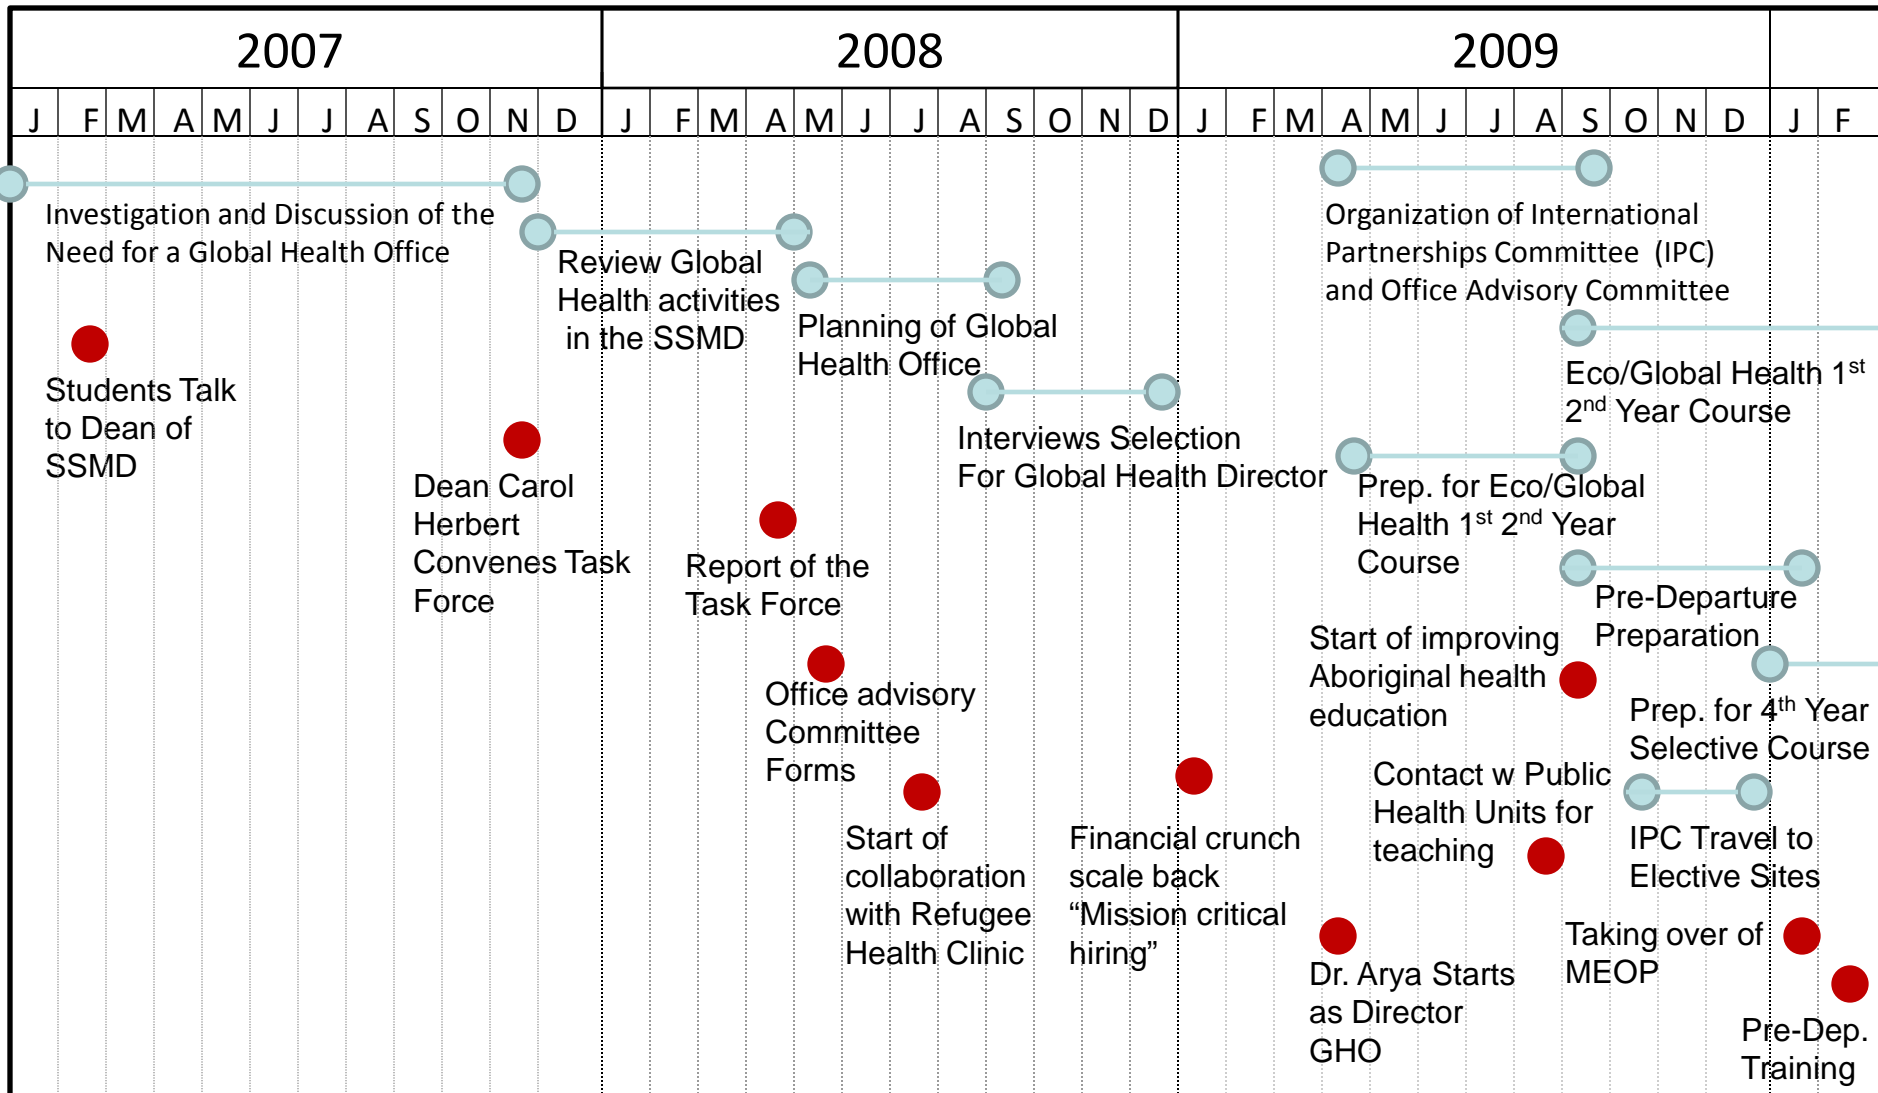 2007
2008
2009
J F M A M J J A S O N D J F M A M J J A S O N D J F M A M J J A S O N D J F
Investigation and Discussion of the
Need for a Global Health Office
Review Global
Health activities
in the SSMD
Planning of Global
Health Office
Organization of International
Partnerships Committee (IPC)
and Office Advisory Committee
Students Talk
to Dean of
SSMD
Dean Carol
Herbert
Convenes Task
Force
Interviews Selection
For Global Health Director
Eco/Global Health 1st
2nd Year Course
Prep. for Eco/Global
Health 1st 2nd Year
Course
Report of the
Task Force
Pre-Departure
Preparation
Start of improving
Aboriginal health
education
Office advisory
Committee
Forms
Prep. for 4th Year
Selective Course
Contact w Public
Health Units for
teaching
Start of
collaboration
with Refugee
Health Clinic
Financial crunch
scale back
“Mission critical
hiring”
IPC Travel to
Elective Sites
Dr. Arya Starts
as Director
GHO
Taking over of
MEOP
Pre-Dep.
Training